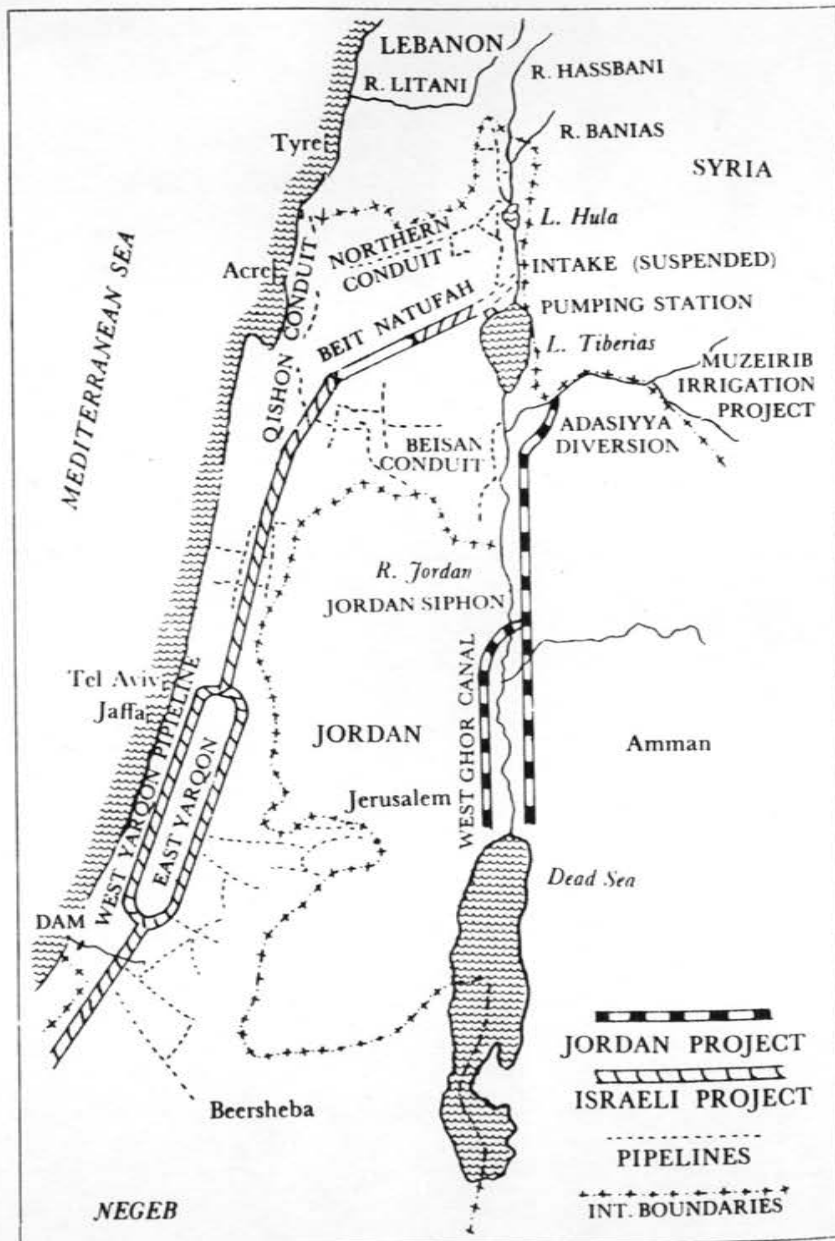 LEBANON
R. LITANI
R. HASSBANI
R. BANIAS
Tyre
SYRIA
L. Hula
MEDITERRANEAN SEA
Acre
QISHON CONDUIT
NORTHERN
CONDUIT
INTAKE (SUSPENDED)
BEIT NATUFAH
PUMPING STATION
L. Tiberias
MUZEIRIB
IRRIGATION
PROJECT
ADASIYYA
DIVERSION
BEISAN
CONDUIT
R. Jordan
JORDAN SIPHON
Tel Aviv
Jaffa
WEST YARQON PIPIELINE
EAST YARQON
JORDAN
WEST GHOR CANAL
Amman
Jerusalem
Dead Sea
DAM
JORDAN PROJECT
ISRAELI PROJECT
Beersheba
PIPELINES
NEGEB
INT. BOUNDARIES